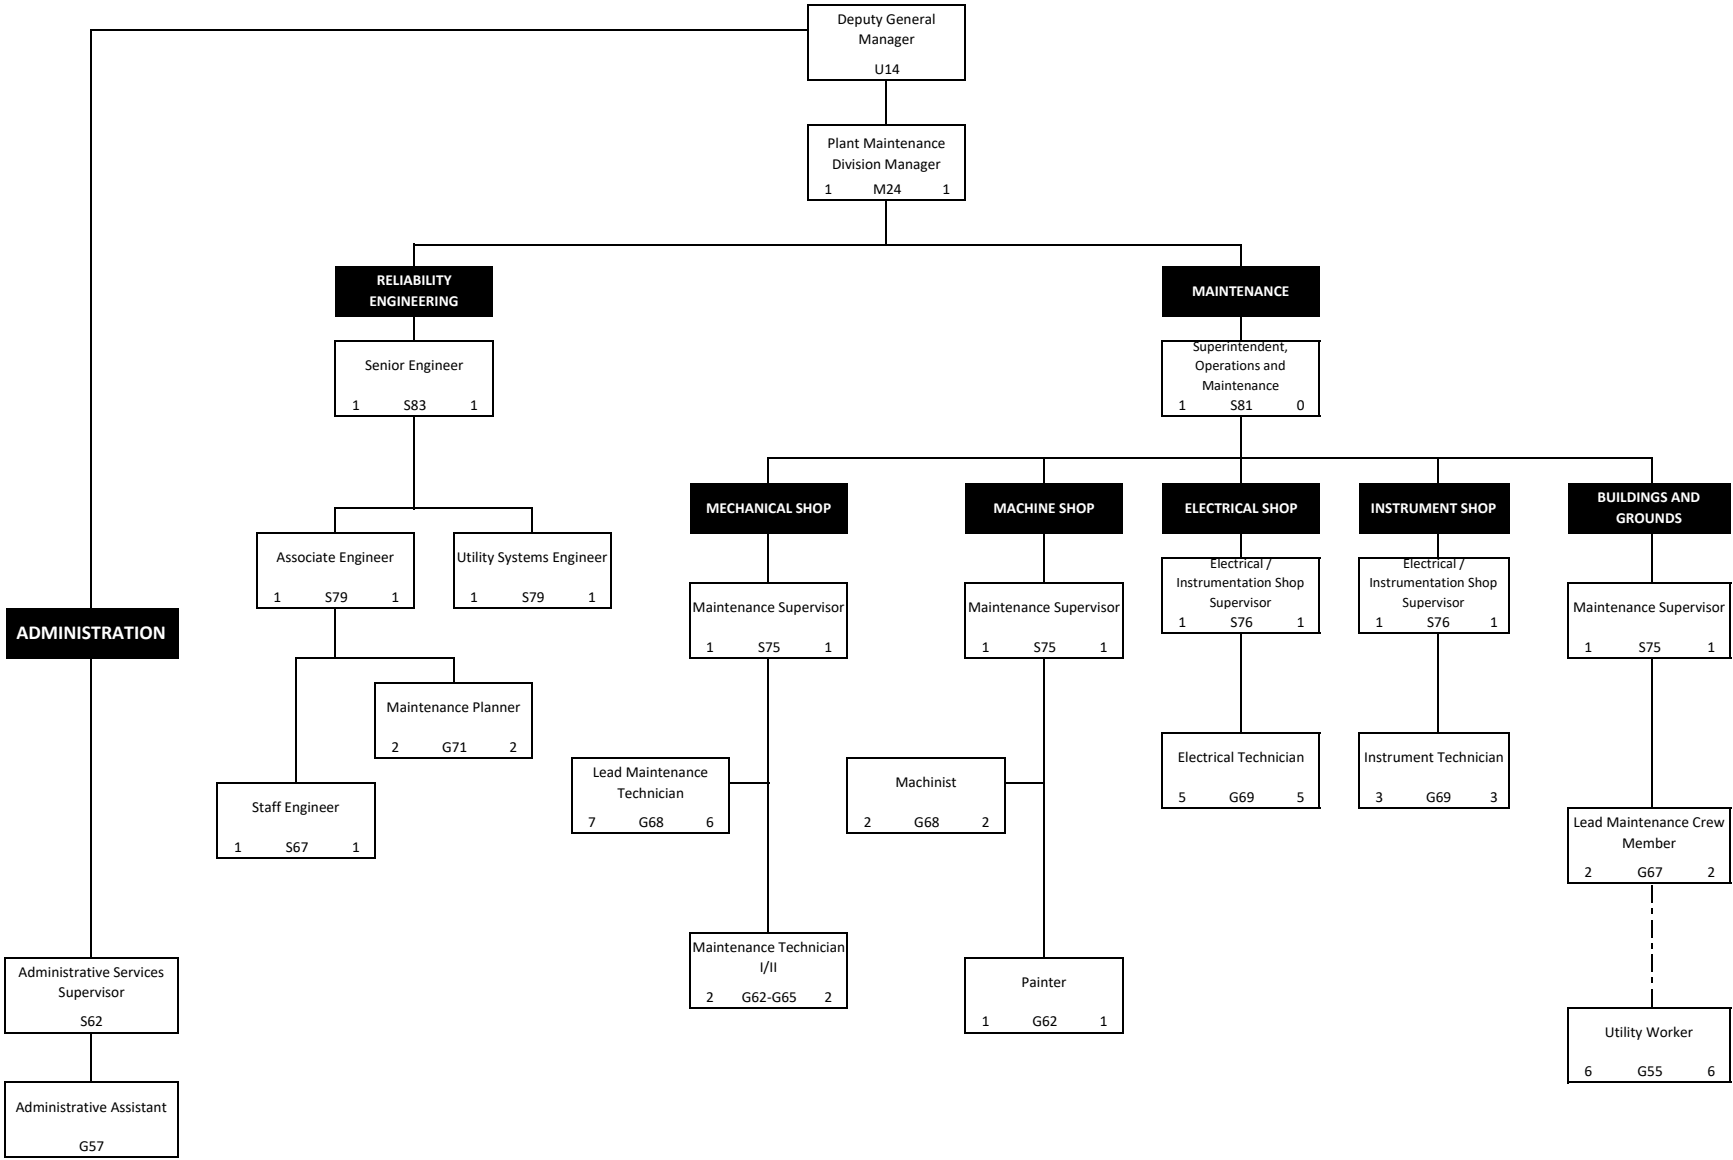 Deputy General
Manager
U14
Plant Maintenance
Division Manager
1 M24 1
RELIABILITY
ENGINEERING
MAINTENANCE
Senior Engineer
1 S83 1
Superintendent,
Operations and
Maintenance
1 S81 0
MECHANICAL SHOP
MACHINE SHOP
ELECTRICAL SHOP
INSTRUMENT SHOP
BUILDINGS AND
GROUNDS
Associate Engineer
1 S79 1
Utility Systems Engineer
1 S79 1
Maintenance Supervisor
1 S75 1
Maintenance Supervisor
1 S75 1
Electrical /
Instrumentation Shop
Supervisor
1 S76 1
Electrical /
Instrumentation Shop
Supervisor
1 S76 1
Maintenance Supervisor
1 S75 1
ADMINISTRATION
Maintenance Planner
2 G71 2
Staff Engineer
1 S67 1
Lead Maintenance
Technician
7 G68 6
Machinist
2 G68 2
Electrical Technician
5 G69 5
Instrument Technician
3 G69 3
Lead Maintenance Crew
Member
2 G67 2
Maintenance Technician
I/II
2 G62-G65 2
Painter
1 G62 1
Utility Worker
6 G55 6
Administrative Services
Supervisor
S62
Administrative Assistant
G57